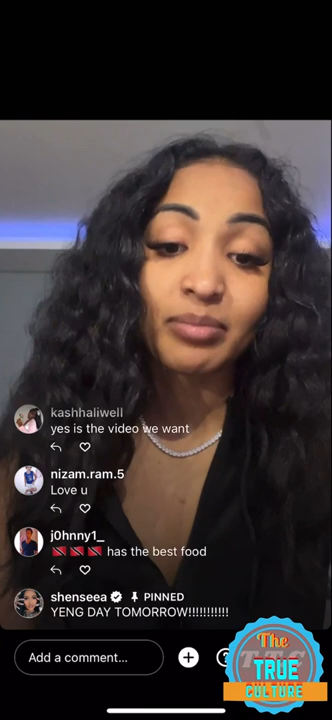 kashhaliwell
yes is the video we want
nizam.ram.5
Love u
j0hnny1_
🇹🇹🇹🇹🇹🇹 has the best food
shenseea PINNED
YENG DAY TOMORROW!!!!!!!!!!!
Add a comment...
The
TRUE
CULTURE